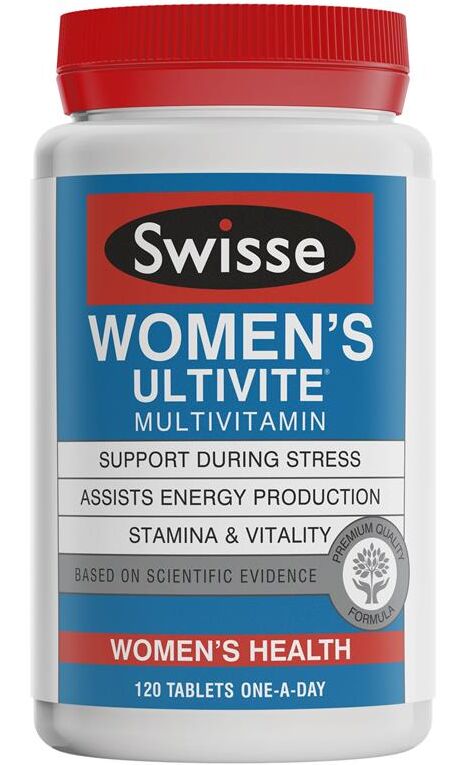 Swisse
WOMEN'S
ULTIVITE®
MULTIVITAMIN
SUPPORT DURING STRESS
ASSISTS ENERGY PRODUCTION
STAMINA & VITALITY
BASED ON SCIENTIFIC EVIDENCE
PREMIUM QUALITY
FORMULA
WOMEN'S HEALTH
120 TABLETS ONE-A-DAY